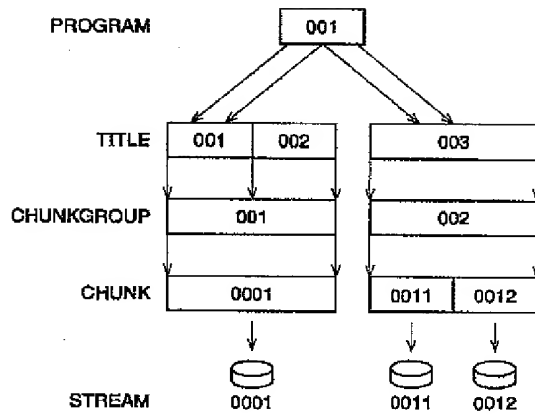 PROGRAM 001
TITLE 001 002 003
CHUNKGROUP 001 002
CHUNK 0001 0011 0012
STREAM 0001 0011 0012